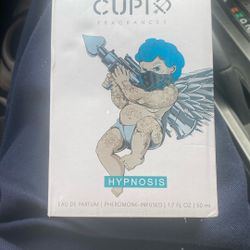 CUPID
FRAGRANCES
HYPNOSIS
EAU DE PARFUM | PHEROMONE-INFUSED | 1.7 FL OZ | 50 ml